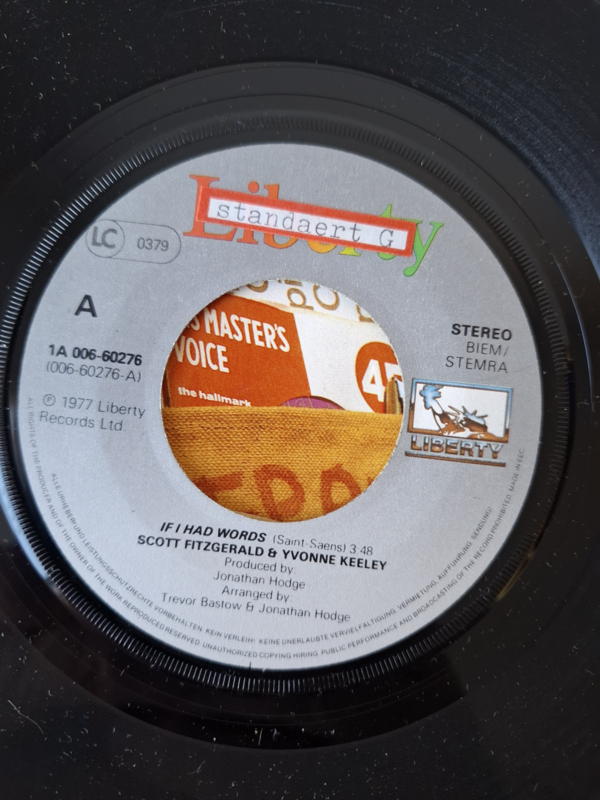 Liberty
standaert G
LC 0379
A
1A 006-60276
(006-60276-A)
℗ 1977 Liberty
Records Ltd
STEREO
BIEM/
STEMRA
LIBERTY
S MASTER'S
VOICE
the hallmark
45
IF I HAD WORDS (Saint-Saens) 3:48
SCOTT FITZGERALD & YVONNE KEELEY
Produced by:
Jonathan Hodge
Arranged by:
Trevor Bastow & Jonathan Hodge
ALLE URHEBER UND LEISTUNGSSCHUTZRECHTE VORBEHALTEN. KEIN VERLEIH! KEINE UNERLAUBTE VERVIELFÄLTIGUNG, VERMIETUNG, AUFFÜHRUNG, SENDUNG!
ALL RIGHTS OF THE PRODUCER AND OF THE OWNER OF THE WORK REPRODUCED RESERVED. UNAUTHORIZED COPYING HIRING, PUBLIC PERFORMANCE AND BROADCASTING OF THE RECORD PROHIBITED. MADE IN EEC.